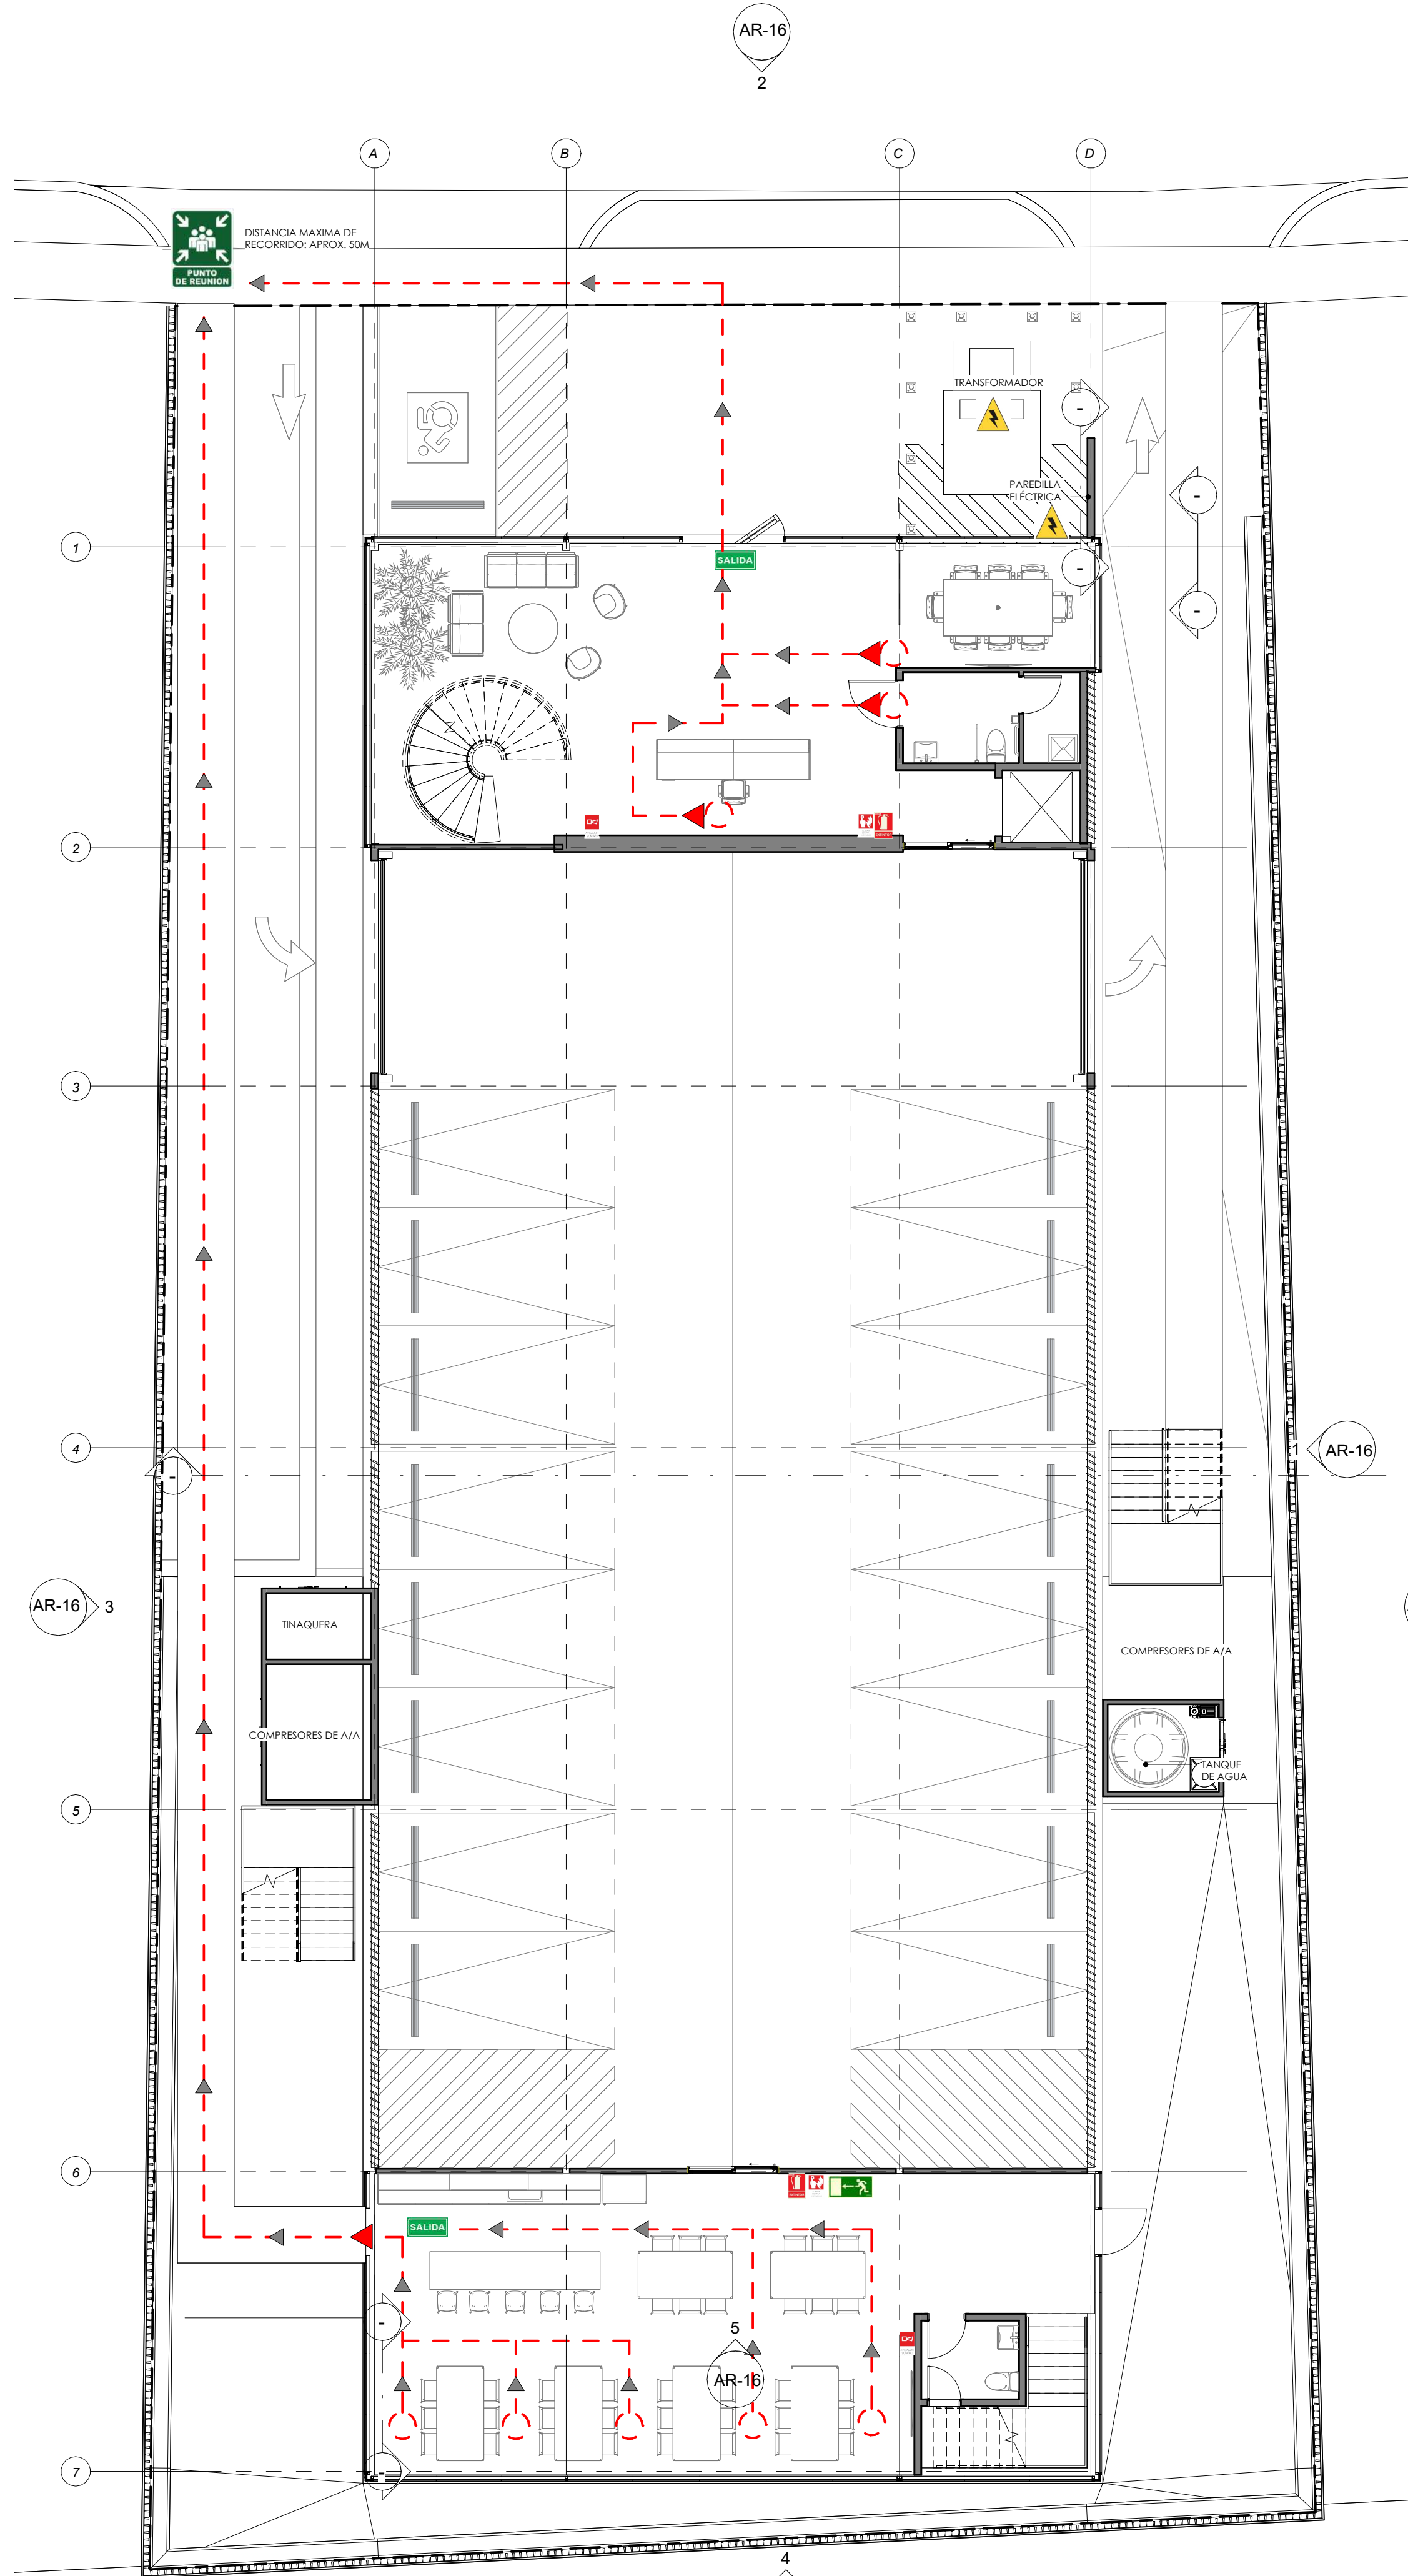 AR-16
2
A
B
C
D
DISTANCIA MAXIMA DE
RECORRIDO: APROX. 50M
PUNTO
DE REUNION
TRANSFORMADOR
-
PAREDILLA
ELÉCTRICA
-
1
SALIDA
-
-
2
3
4
-
1
AR-16
AR-16
3
TINAQUERA
COMPRESORES DE A/A
COMPRESORES DE A/A
TANQUE
DE AGUA
5
6
SALIDA
-
5
AR-16
7
-
4